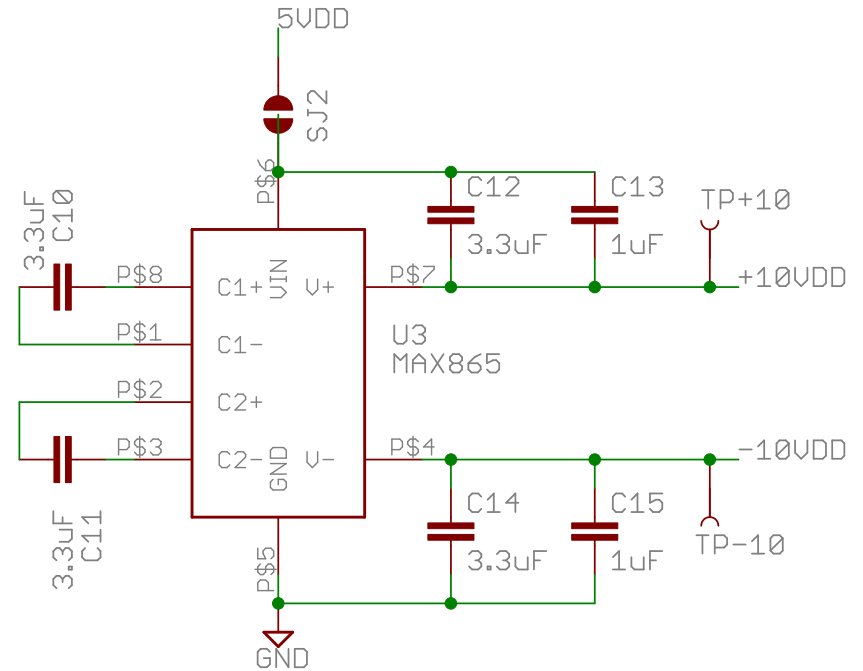 5VDD
SJ2
P$6
C12
C13
TP+10
3.3uF
C10
3.3uF
1uF
P$8
C1+
VIN
V+
P$7
+10VDD
P$1
C1-
U3
MAX865
P$2
C2+
P$3
C2-
GND
V-
P$4
-10VDD
C14
C15
3.3uF
C11
3.3uF
1uF
TP-10
P$5
GND